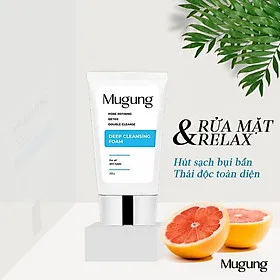 Mugung
PORE REFINING
DETOX
DOUBLE CLEANSE
DEEP CLEANSING
FOAM
For all
skin types
& RỬA MẶT
RELAX
Hút sạch bụi bẩn
Thải độc toàn diện
Mugung